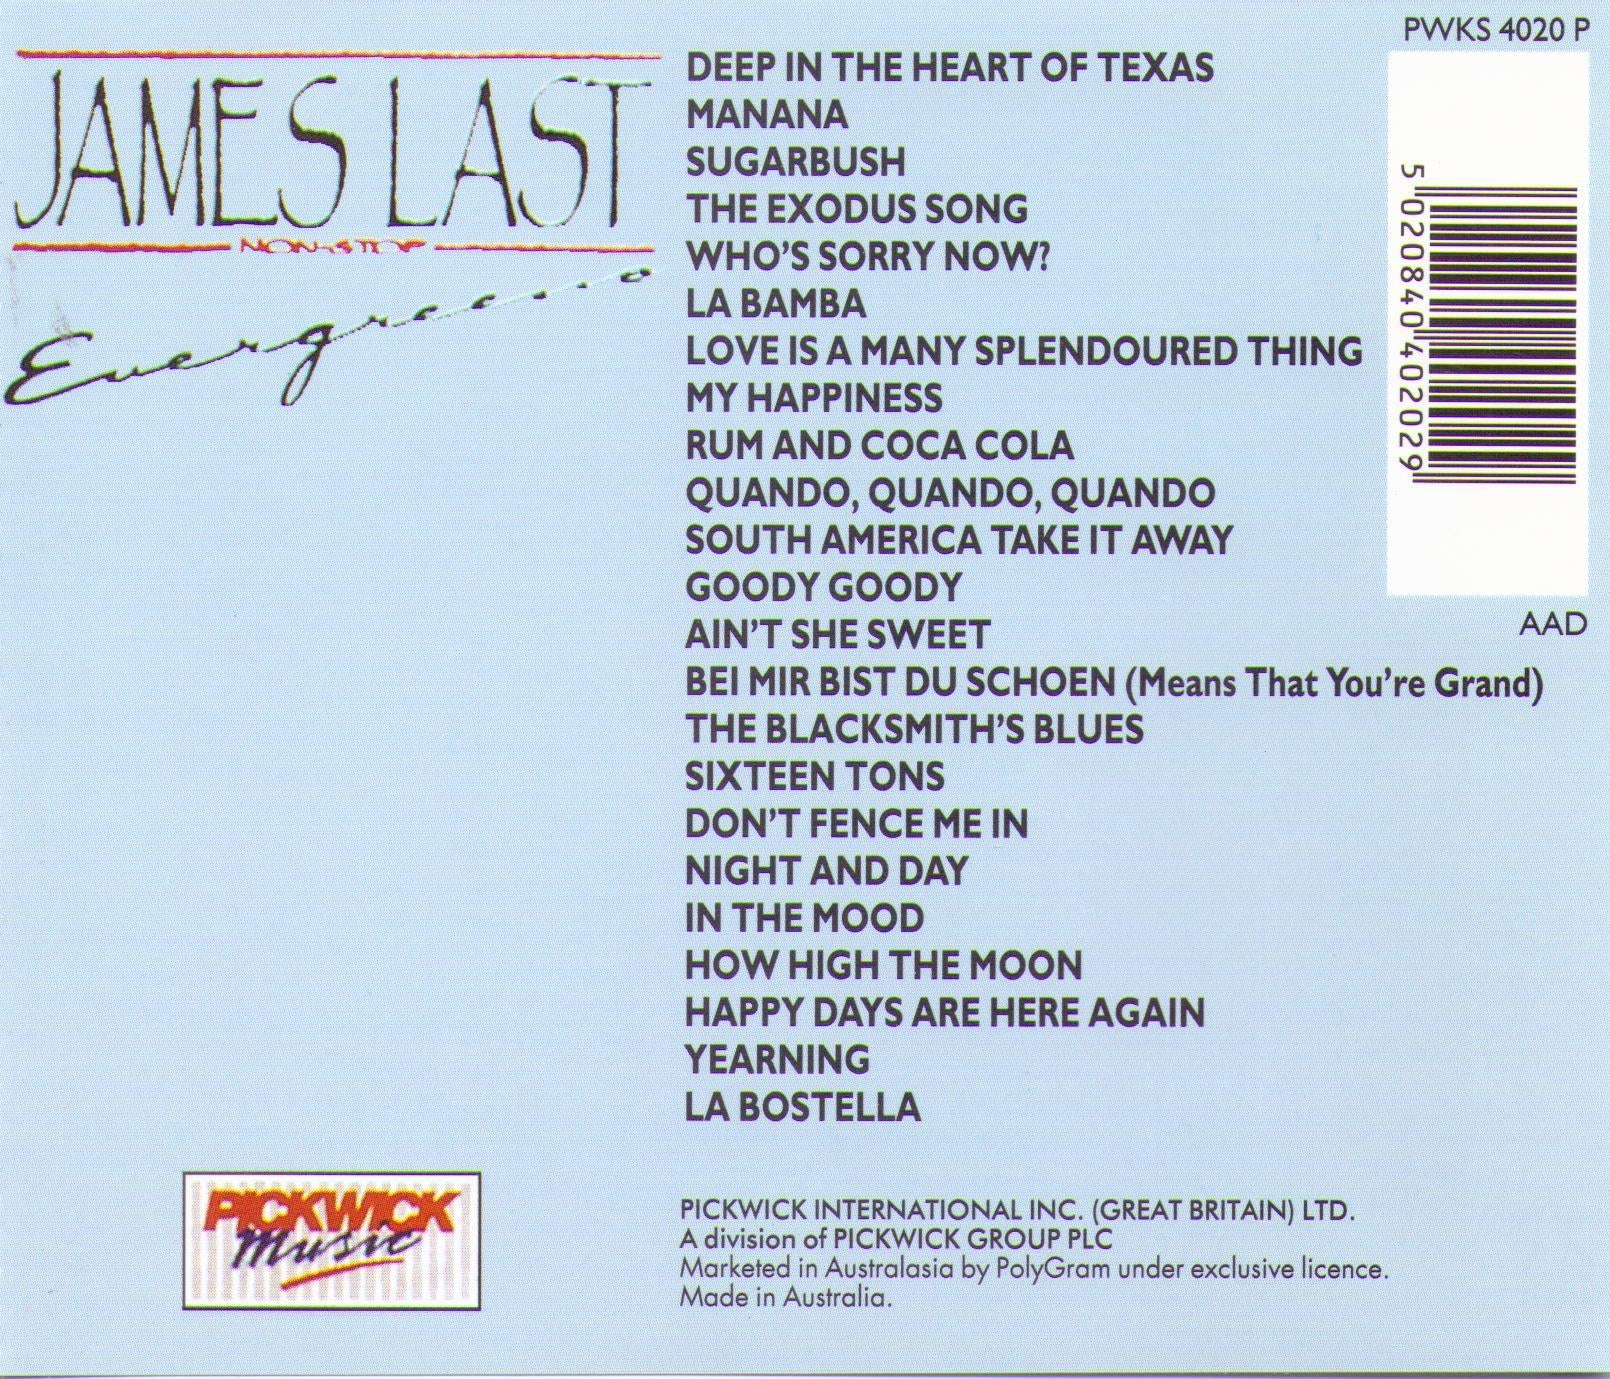 PWKS 4020 P
JAMES LAST
NON-STOP
Evergreens
DEEP IN THE HEART OF TEXAS
MANANA
SUGARBUSH
THE EXODUS SONG
WHO'S SORRY NOW?
LA BAMBA
LOVE IS A MANY SPLENDOURED THING
MY HAPPINESS
RUM AND COCA COLA
QUANDO, QUANDO, QUANDO
SOUTH AMERICA TAKE IT AWAY
GOODY GOODY
AIN'T SHE SWEET
BEI MIR BIST DU SCHOEN (Means That You're Grand)
THE BLACKSMITH'S BLUES
SIXTEEN TONS
DON'T FENCE ME IN
NIGHT AND DAY
IN THE MOOD
HOW HIGH THE MOON
HAPPY DAYS ARE HERE AGAIN
YEARNING
LA BOSTELLA
5 020840 402029
AAD
PICKWICK
Music
PICKWICK INTERNATIONAL INC. (GREAT BRITAIN) LTD.
A division of PICKWICK GROUP PLC
Marketed in Australasia by PolyGram under exclusive licence.
Made in Australia.